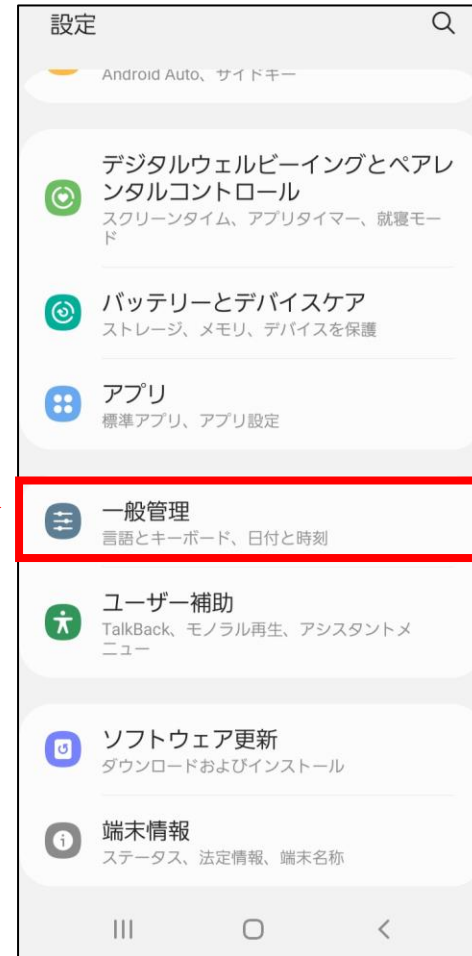 設定
Android Auto、サイドキー
デジタルウェルビーイングとペアレ
ンタルコントロール
スクリーンタイム、アプリタイマー、就寝モー
ド
バッテリーとデバイスケア
ストレージ、メモリ、デバイスを保護
アプリ
標準アプリ、アプリ設定
一般管理
言語とキーボード、日付と時刻
ユーザー補助
TalkBack、モノラル再生、アシスタントメ
ニュー
ソフトウェア更新
ダウンロードおよびインストール
端末情報
ステータス、法定情報、端末名称